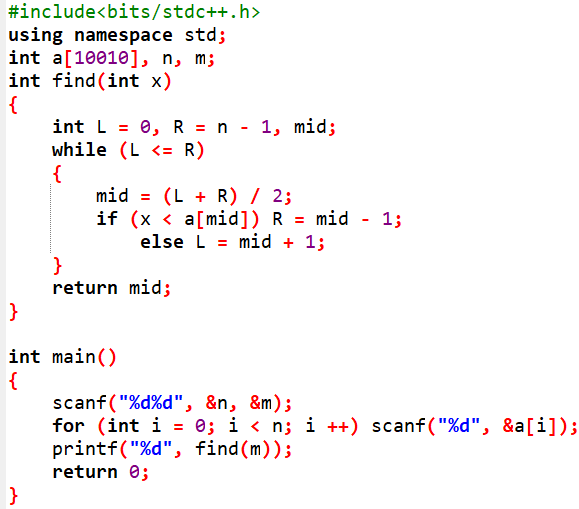 #include<bits/stdc++.h>
using namespace std;
int a[10010], n, m;
int find(int x)
{
    int L = 0, R = n - 1, mid;
    while (L <= R)
    {
        mid = (L + R) / 2;
        if (x < a[mid]) R = mid - 1;
            else L = mid + 1;
    }
    return mid;
}

int main()
{
    scanf("%d%d", &n, &m);
    for (int i = 0; i < n; i ++) scanf("%d", &a[i]);
    printf("%d", find(m));
    return 0;
}